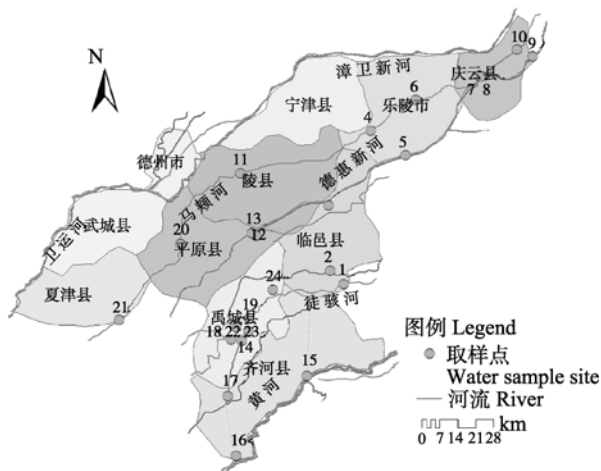 N
10
9
漳卫新河
庆云县
宁津县
6
7 8
乐陵市
4
德州市
5
11
陵县
德惠新河
马颊河
武城县
13
12
20
平原县
临邑县
卫运河
2
1
夏津县
24
徒骇河
19
21
禹城县
18 22 23
14
图例 Legend
取样点
Water sample site
河流 River
km
0 7 14 21 28
15
齐河县
17
黄河
16